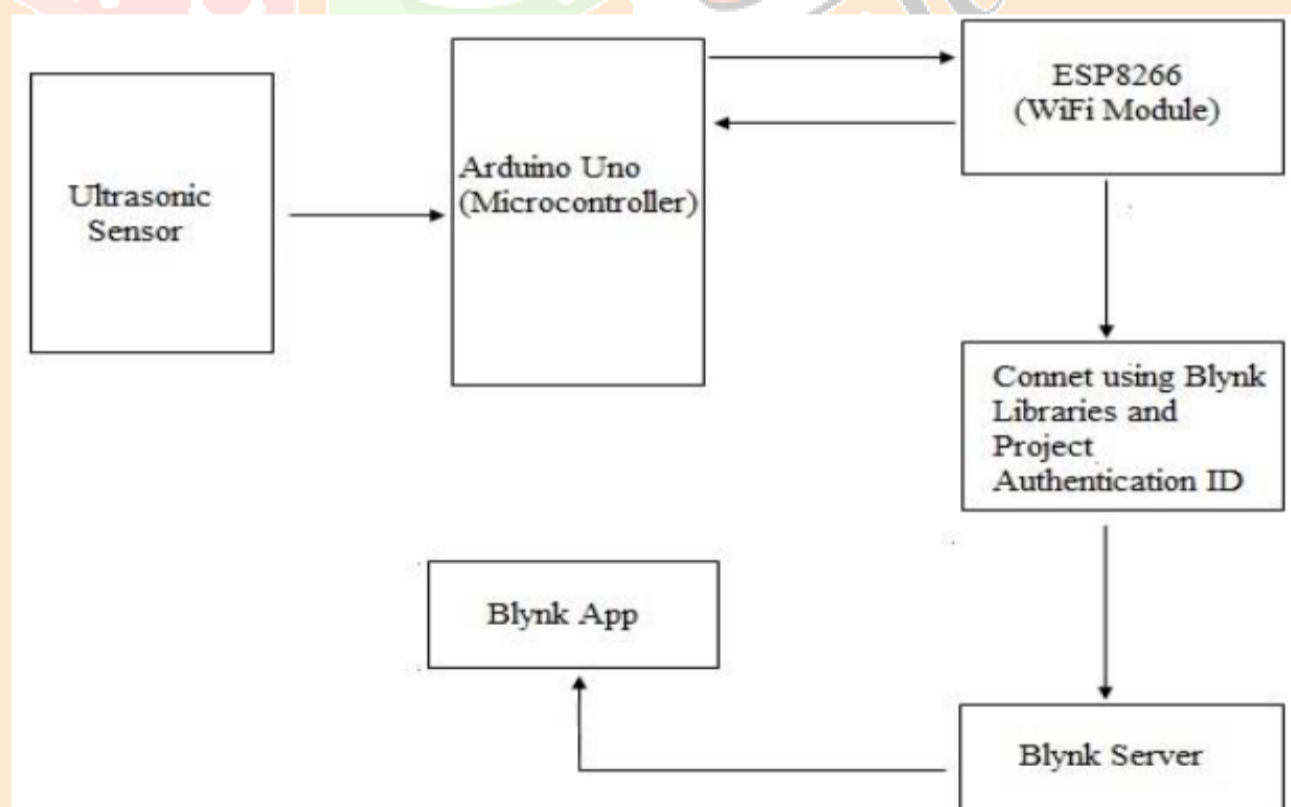 ESP8266
(WiFi Module)
Arduino Uno
(Microcontroller)
Ultrasonic
Sensor
Connet using Blynk
Libraries and
Project
Authentication ID
Blynk App
Blynk Server